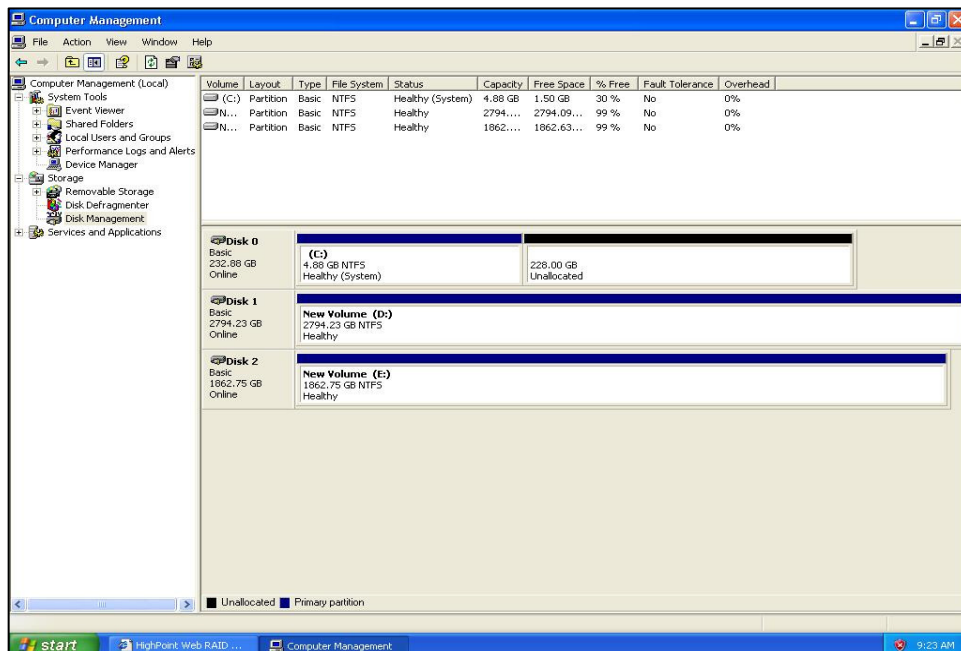 Computer Management
File Action View Window Help
Computer Management (Local)
System Tools
Event Viewer
Shared Folders
Local Users and Groups
Performance Logs and Alerts
Device Manager
Storage
Removable Storage
Disk Defragmenter
Disk Management
Services and Applications
Volume Layout Type File System Status Capacity Free Space % Free Fault Tolerance Overhead
(C:) Partition Basic NTFS Healthy (System) 4.88 GB 1.50 GB 30 % No 0%
N... Partition Basic NTFS Healthy 2794.... 2794.09... 99 % No 0%
N... Partition Basic NTFS Healthy 1862.... 1862.63... 99 % No 0%
Disk 0
Basic
232.88 GB
Online
(C:)
4.88 GB NTFS
Healthy (System)
228.00 GB
Unallocated
Disk 1
Basic
2794.23 GB
Online
New Volume (D:)
2794.23 GB NTFS
Healthy
Disk 2
Basic
1862.75 GB
Online
New Volume (E:)
1862.75 GB NTFS
Healthy
Unallocated Primary partition
start HighPoint Web RAID ... Computer Management 9:23 AM